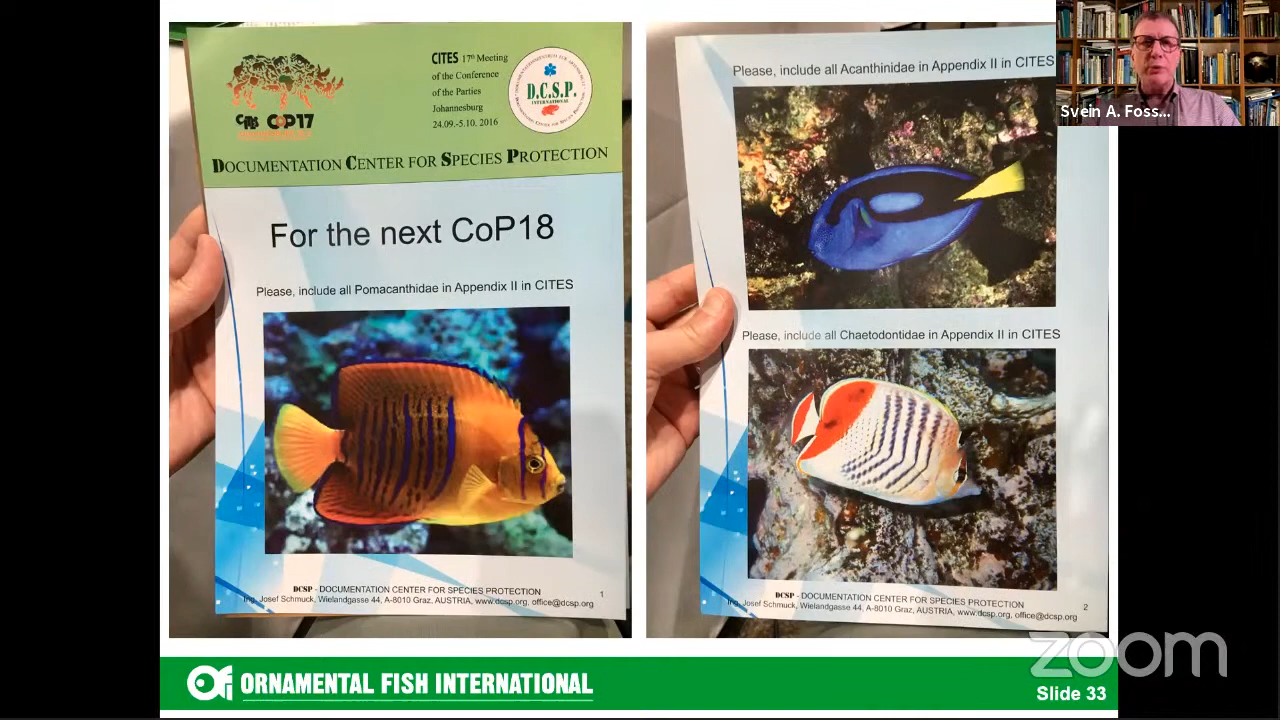 CITES 17th Meeting
of the Conference
of the Parties
Johannesburg
24.09.-5.10. 2016
D.C.S.P.
INTERNATIONAL
CoP17
DOCUMENTATION CENTER FOR SPECIES PROTECTION
For the next CoP18
Please, include all Pomacanthidae in Appendix II in CITES
DCSP - DOCUMENTATION CENTER FOR SPECIES PROTECTION
Ing. Josef Schmuck, Wielandgasse 44, A-8010 Graz, AUSTRIA, www.dcsp.org, office@dcsp.org
1
Please, include all Acanthinidae in Appendix II in CITES
Please, include all Chaetodontidae in Appendix II in CITES
DCSP - DOCUMENTATION CENTER FOR SPECIES PROTECTION
Ing. Josef Schmuck, Wielandgasse 44, A-8010 Graz, AUSTRIA, www.dcsp.org, office@dcsp.org
2
Svein A. Foss...
zoom
ORNAMENTAL FISH INTERNATIONAL
Slide 33